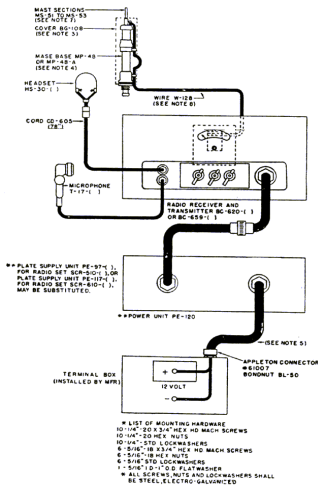 MAST SECTIONS
MS-51 TO MS-53
(SEE NOTE 7)
COVER BG-108
(SEE NOTE 3)
MASE BASE MP-48
OR MP-48-A
(SEE NOTE 4)
HEADSET
HS-30-( )
WIRE W-128
(SEE NOTE 8)
CORD CD-605
(78")
MICROPHONE
T-17-( )
RADIO RECEIVER AND
TRANSMITTER BC-620-( )
OR BC-659-( )
** PLATE SUPPLY UNIT PE-97-( ),
FOR RADIO SET SCR-510-( ), OR
PLATE SUPPLY UNIT PE-117-( ),
FOR RADIO SET SCR-610-( ),
MAY BE SUBSTITUTED.
** POWER UNIT PE-120
(SEE NOTE 5)
APPLETON CONNECTOR
#61007
BONDNUT BL-50
TERMINAL BOX
(INSTALLED BY MFR)
+
12 VOLT
-
* LIST OF MOUNTING HARDWARE
10-1/4"-20 X 3/4" HEX HD MACH SCREWS
10-1/4"-20 HEX NUTS
10-1/4"-STD LOCKWASHERS
6-5/16"-18 X 3/4" HEX HD MACH SCREWS
6-5/16"-18 HEX NUTS
6-5/16" STD LOCKWASHERS
1-5/16" I.D-1" O.D. FLATWASHER
* ALL SCREWS, NUTS AND LOCKWASHERS SHALL
BE STEEL, ELECTRO-GALVANIZED